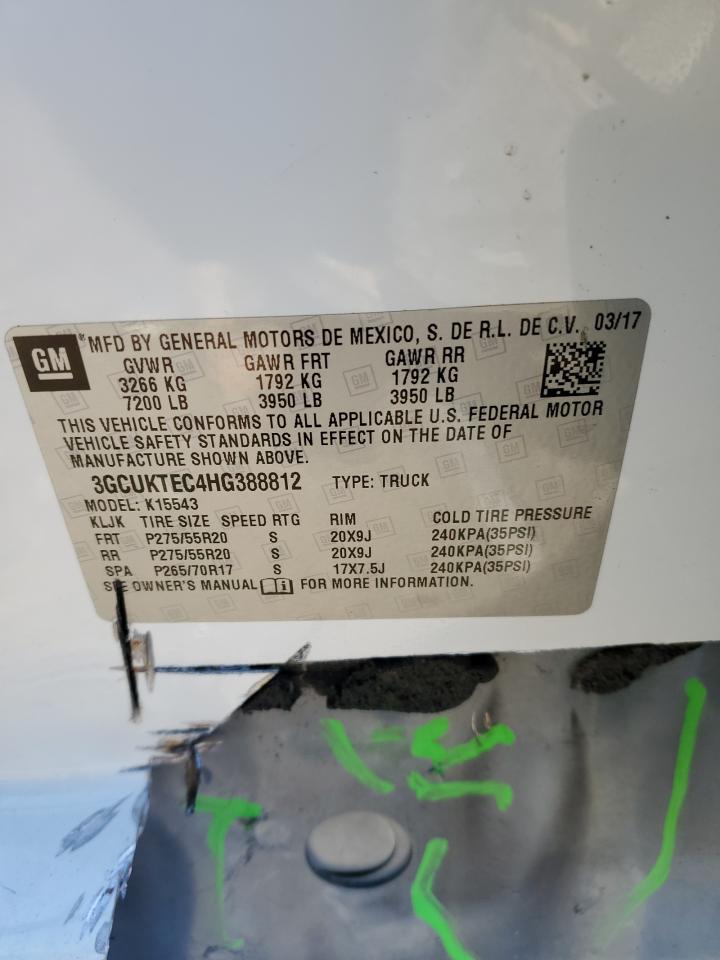 GM
MFD BY GENERAL MOTORS DE MEXICO, S. DE R.L. DE C.V. 03/17
GVWR GAWR FRT GAWR RR
3266 KG 1792 KG 1792 KG
7200 LB 3950 LB 3950 LB
THIS VEHICLE CONFORMS TO ALL APPLICABLE U.S. FEDERAL MOTOR
VEHICLE SAFETY STANDARDS IN EFFECT ON THE DATE OF
MANUFACTURE SHOWN ABOVE.
3GCUKTEC4HG388812 TYPE: TRUCK
MODEL: K15543
KLJK TIRE SIZE SPEED RTG RIM COLD TIRE PRESSURE
FRT P275/55R20 S 20X9J 240KPA(35PSI)
RR P275/55R20 S 20X9J 240KPA(35PSI)
SPA P265/70R17 S 17X7.5J 240KPA(35PSI)
SEE OWNER'S MANUAL FOR MORE INFORMATION.